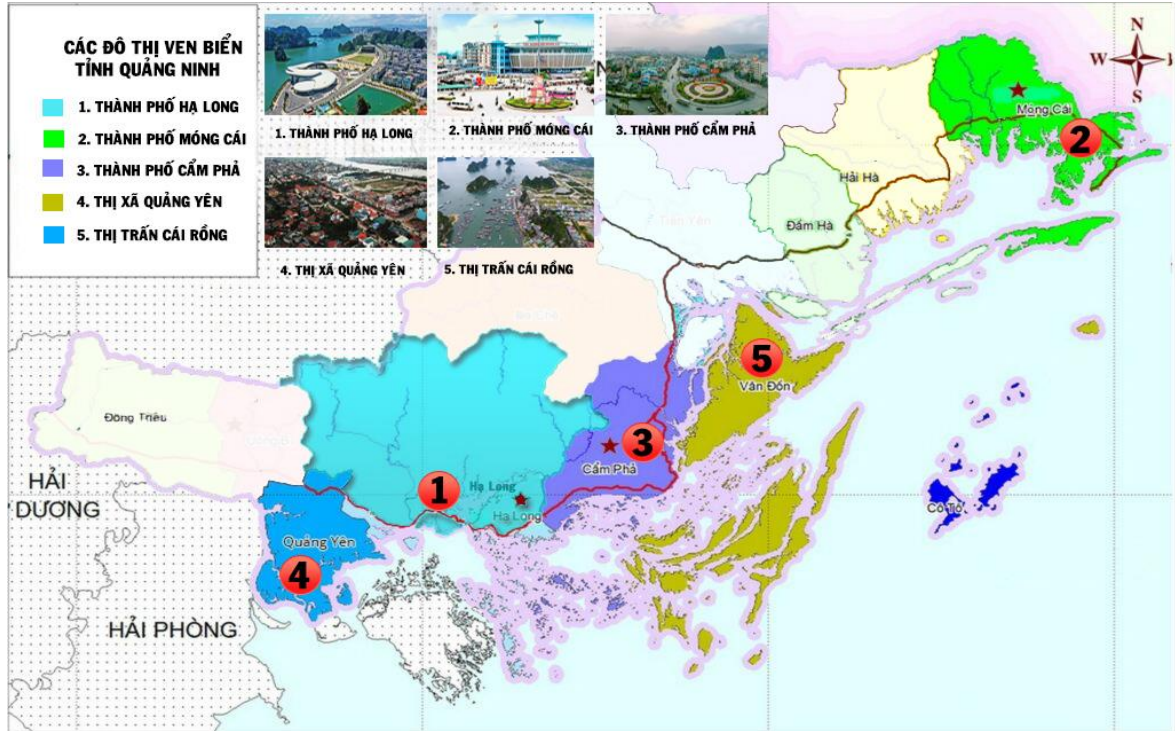 CÁC ĐÔ THỊ VEN BIỂN
TỈNH QUẢNG NINH
1. THÀNH PHỐ HẠ LONG
2. THÀNH PHỐ MÓNG CÁI
3. THÀNH PHỐ CẨM PHẢ
4. THỊ XÃ QUẢNG YÊN
5. THỊ TRẤN CÁI RỒNG
1. THÀNH PHỐ HẠ LONG
2. THÀNH PHỐ MÓNG CÁI
3. THÀNH PHỐ CẨM PHẢ
4. THỊ XÃ QUẢNG YÊN
5. THỊ TRẤN CÁI RỒNG
N
W
S
Móng Cái
2
Hải Hà
Đầm Hà
Tiên Yên
5
Vân Đồn
Đông Triều
3
Cẩm Phả
1
Hạ Long
Hạ Long
HẢI
DƯƠNG
Cô Tô
Quảng Yên
4
HẢI PHÒNG